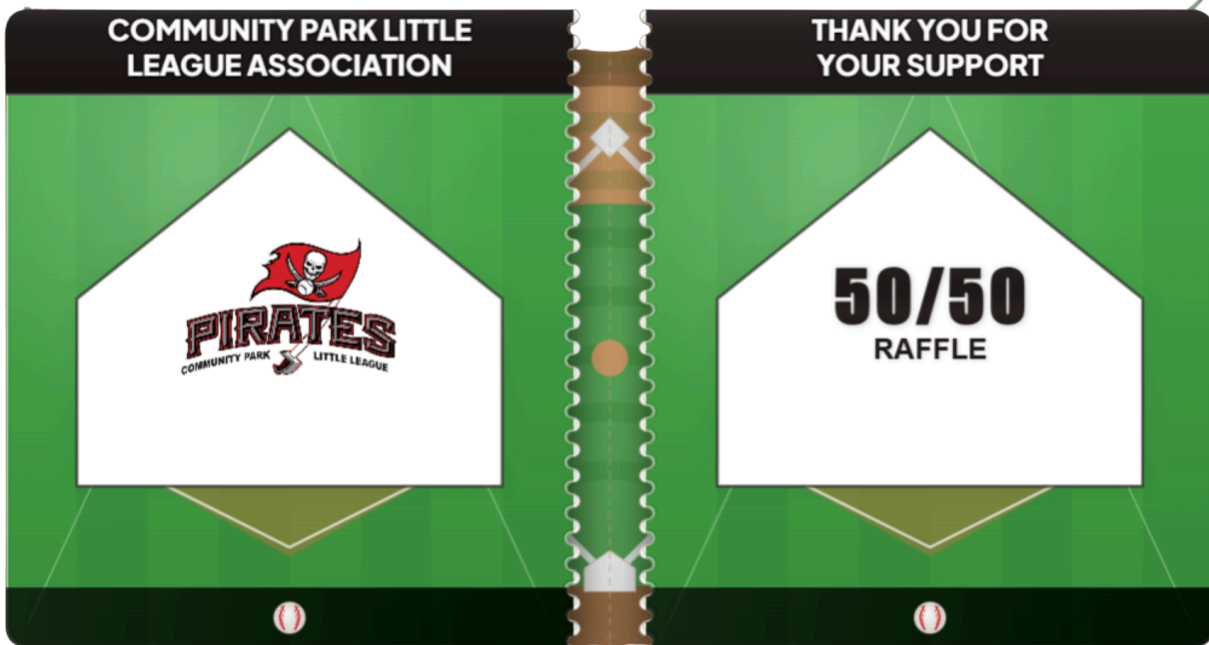 COMMUNITY PARK LITTLE
LEAGUE ASSOCIATION
PIRATES
COMMUNITY PARK LITTLE LEAGUE
THANK YOU FOR
YOUR SUPPORT
50/50
RAFFLE